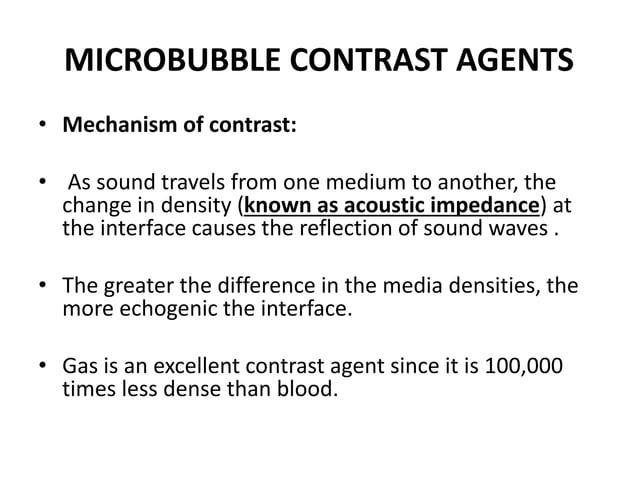 MICROBUBBLE CONTRAST AGENTS
• Mechanism of contrast:
• As sound travels from one medium to another, the
change in density (known as acoustic impedance) at
the interface causes the reflection of sound waves .
• The greater the difference in the media densities, the
more echogenic the interface.
• Gas is an excellent contrast agent since it is 100,000
times less dense than blood.